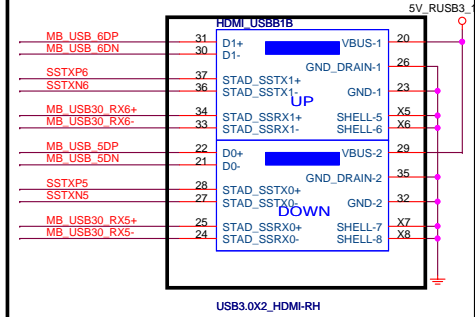 5V_RUSB3_1
HDMI_USBB1B
MB_USB_6DP 31 D1+ VBUS-1 20
MB_USB_6DN 30 D1-
GND_DRAIN-1 26
SSTXP6 37 STAD_SSTX1+
SSTXN6 36 STAD_SSTX1- GND-1 23
UP
MB_USB30_RX6+ 34 STAD_SSRX1+ SHELL-5 X5
MB_USB30_RX6- 33 STAD_SSRX1- SHELL-6 X6
MB_USB_5DP 22 D0+ VBUS-2 29
MB_USB_5DN 21 D0-
GND_DRAIN-2 35
SSTXP5 28 STAD_SSTX0+
SSTXN5 27 STAD_SSTX0- GND-2 32
DOWN
MB_USB30_RX5+ 25 STAD_SSRX0+ SHELL-7 X7
MB_USB30_RX5- 24 STAD_SSRX0- SHELL-8 X8
USB3.0X2_HDMI-RH